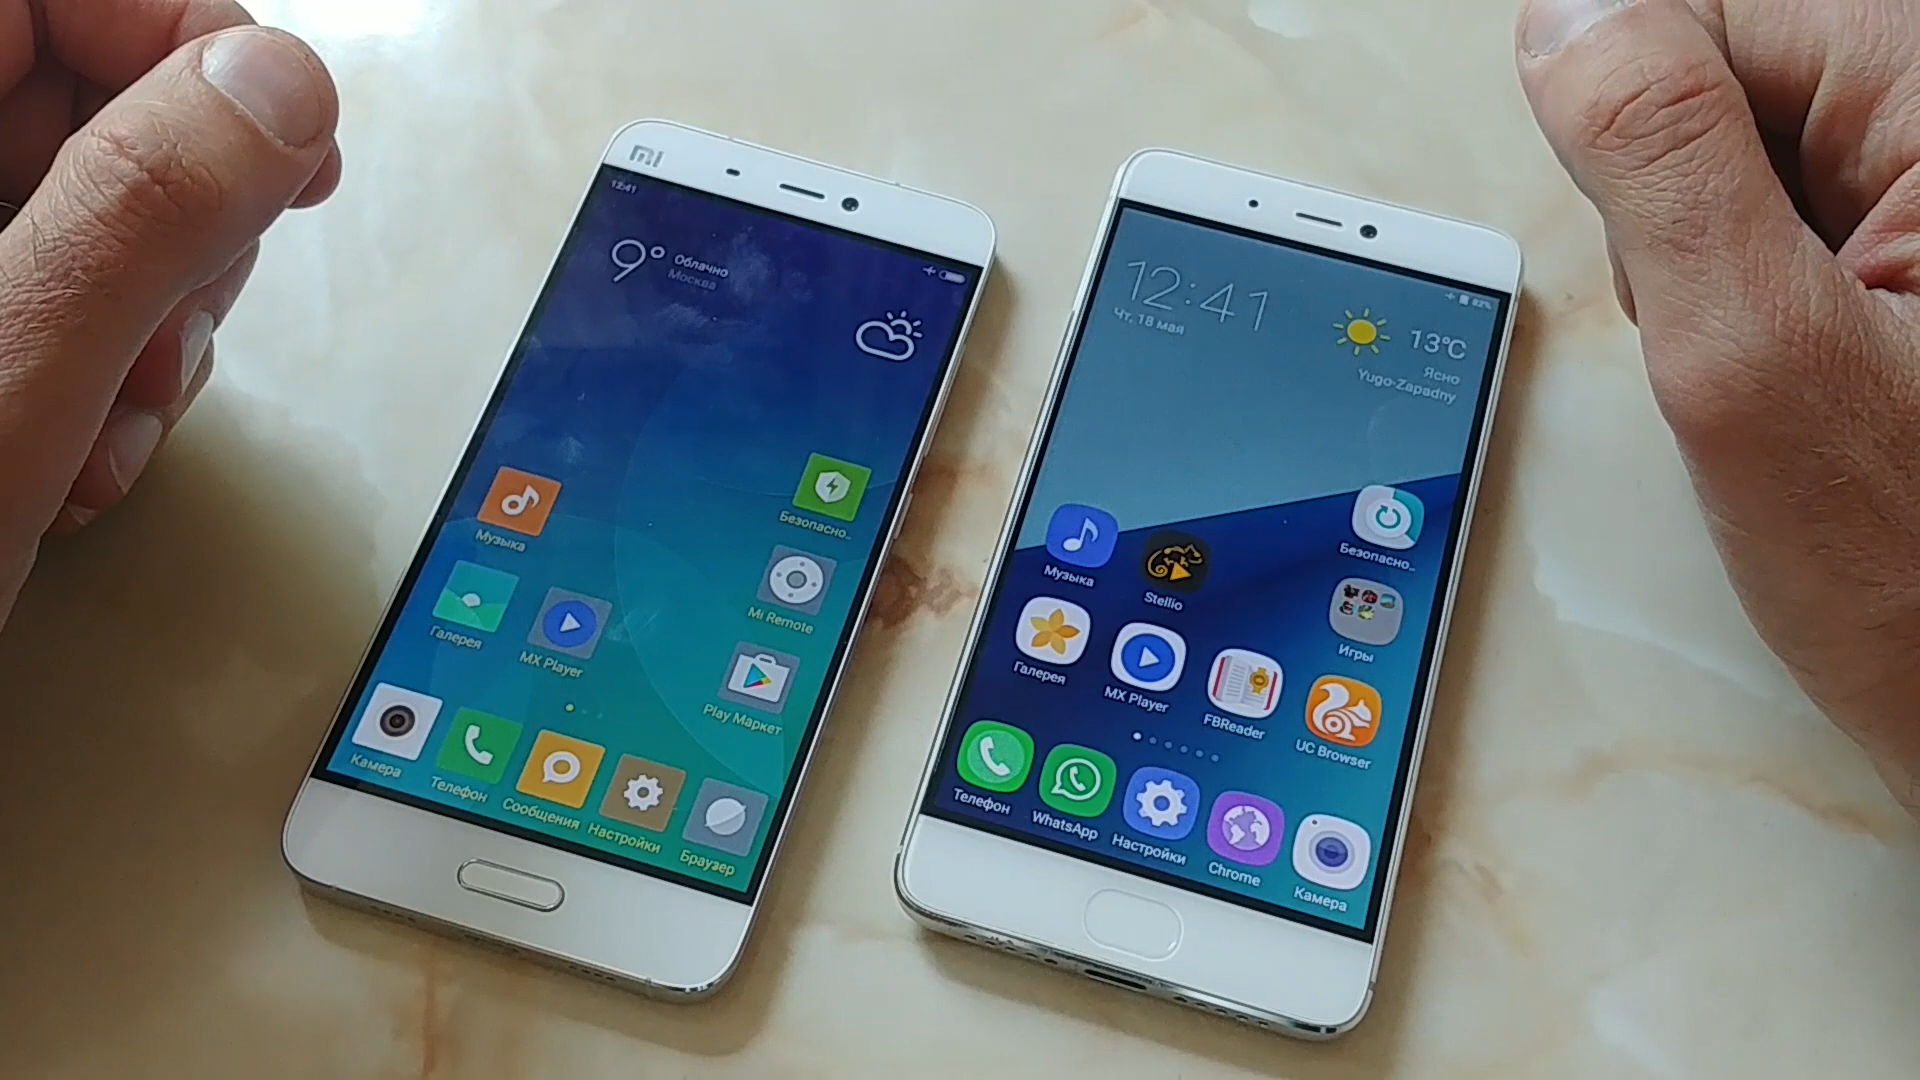 mi
12:41
9° Облачно
Москва
Музыка
Безопасно..
Галерея
MX Player
Mi Remote
Play Маркет
Камера
Телефон
Сообщения
Настройки
Браузер
82%
12:41
Чт, 18 мая
13°C
Ясно
Yugo-Zapadny
Музыка
Stellio
Безопасно..
Галерея
MX Player
FBReader
Игры
UC Browser
Телефон
WhatsApp
Настройки
Chrome
Камера